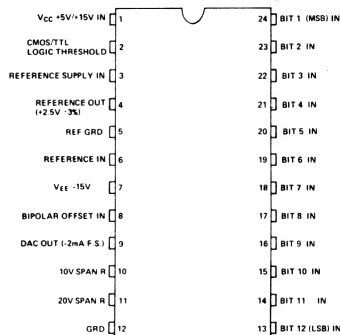 VCC +5V/+15V IN 1
CMOS/TTL
LOGIC THRESHOLD 2
REFERENCE SUPPLY IN 3
REFERENCE OUT 4
(+2.5V ·3%)
REF GRD 5
REFERENCE IN 6
VEE -15V 7
BIPOLAR OFFSET IN 8
DAC OUT (-2mA F.S.) 9
10V SPAN R 10
20V SPAN R 11
GRD 12
24 BIT 1 (MSB) IN
23 BIT 2 IN
22 BIT 3 IN
21 BIT 4 IN
20 BIT 5 IN
19 BIT 6 IN
18 BIT 7 IN
17 BIT 8 IN
16 BIT 9 IN
15 BIT 10 IN
14 BIT 11 IN
13 BIT 12 (LSB) IN